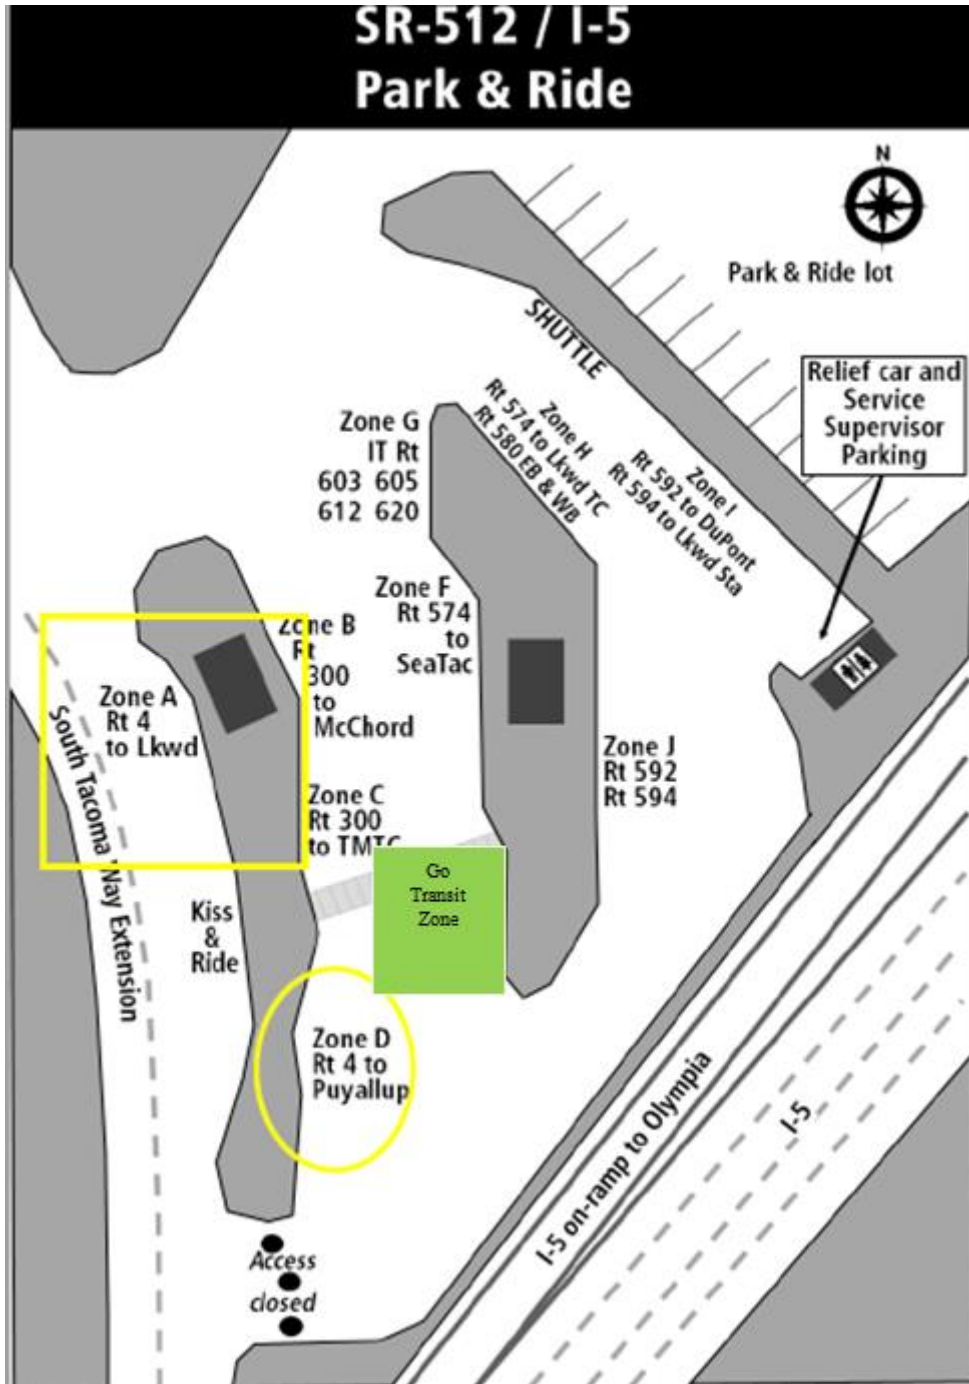 SR-512 / I-5
Park & Ride
N
Park & Ride lot
SHUTTLE
Relief car and
Service
Supervisor
Parking
Zone G
IT Rt
603 605
612 620
Zone H
Rt 574 to Lkwd TC
Rt 580 EB & WB
Zone I
Rt 592 to DuPont
Rt 594 to Lkwd Sta
Zone F
Rt 574
to
SeaTac
Zone B
Rt
300
to
McChord
Zone A
Rt 4
to Lkwd
South Tacoma Way Extension
Zone J
Rt 592
Rt 594
Zone C
Rt 300
to TMTC
Go
Transit
Zone
Kiss
&
Ride
Zone D
Rt 4 to
Puyallup
I-5 on-ramp to Olympia
I-5
Access
closed